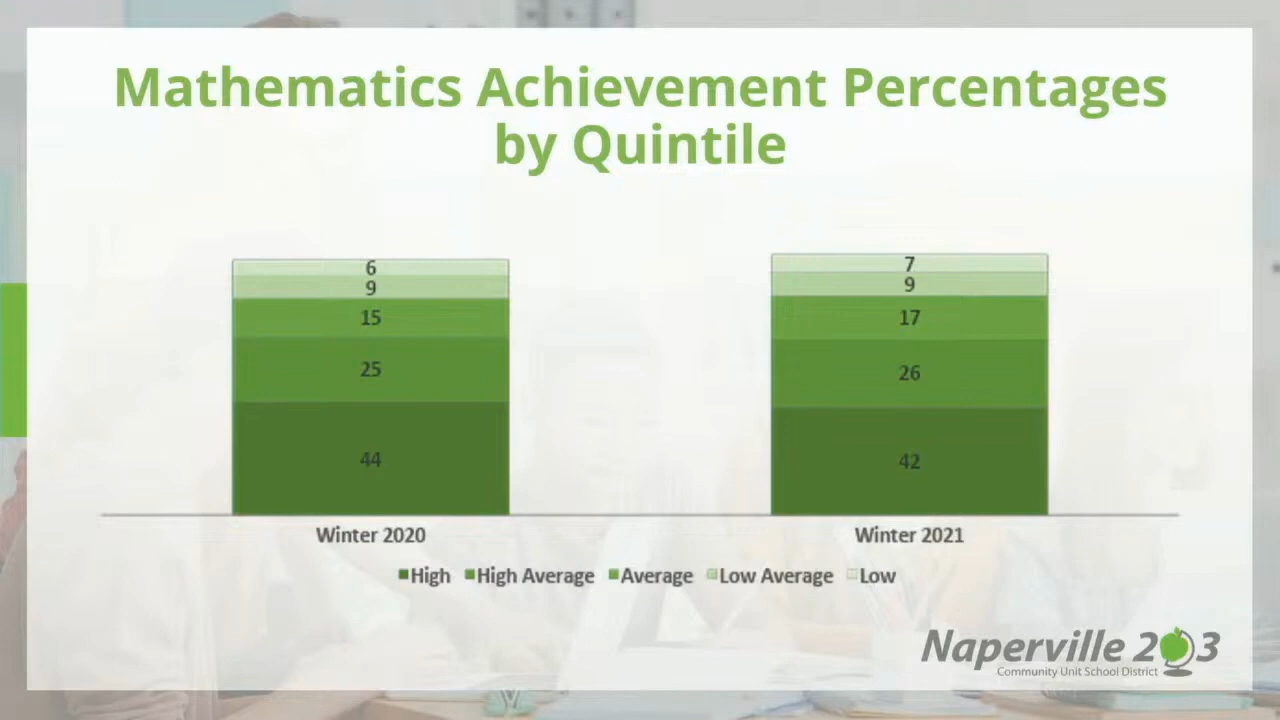 Mathematics Achievement Percentages
by Quintile
6
9
15
25
44
7
9
17
26
42
Winter 2020
Winter 2021
High High Average Average Low Average Low
Naperville 203
Community Unit School District